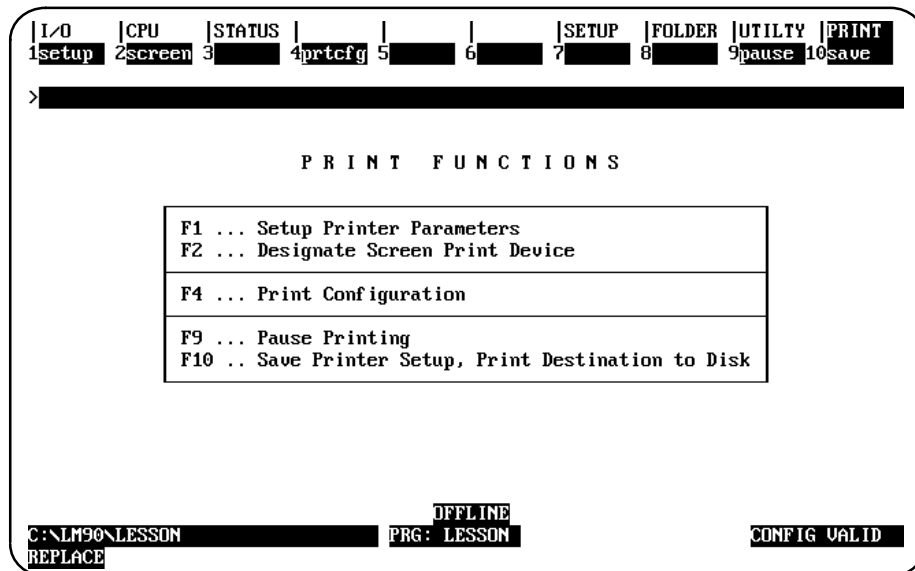 |I/O |CPU |STATUS | | | |SETUP |FOLDER |UTILTY |PRINT
1setup 2screen 3 4prtcfg 5 6 7 8 9pause 10save
>
P R I N T F U N C T I O N S
F1 ... Setup Printer Parameters
F2 ... Designate Screen Print Device
F4 ... Print Configuration
F9 ... Pause Printing
F10 .. Save Printer Setup, Print Destination to Disk
OFFLINE
C:\LM90\LESSON PRG: LESSON CONFIG VALID
REPLACE